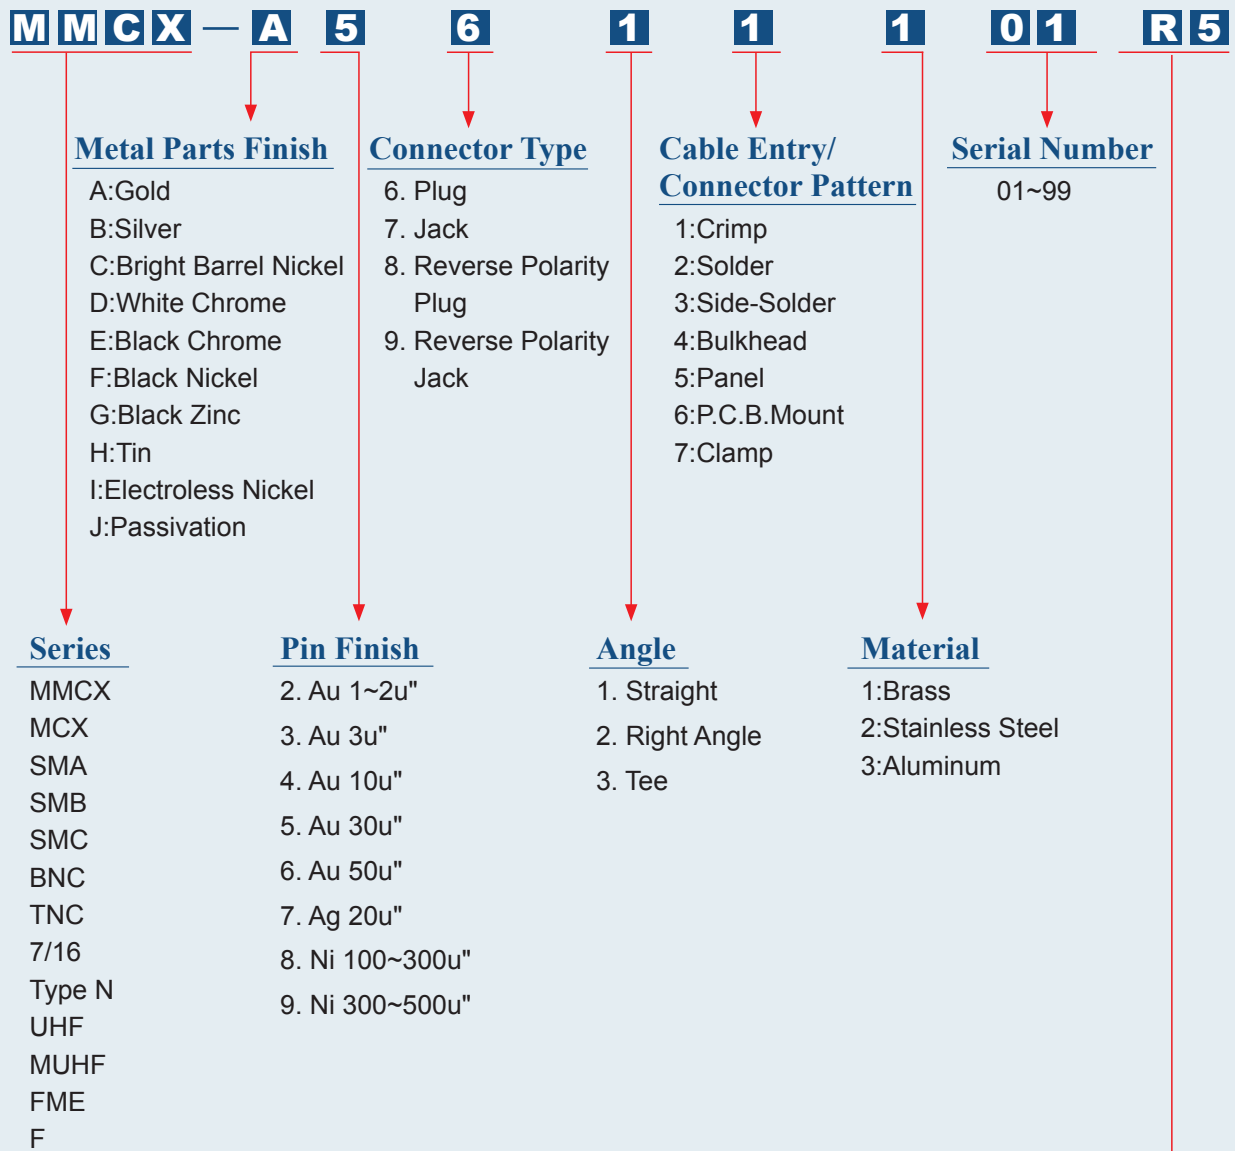 MMCX — A 5 6 1 1 1 01 R5
Metal Parts Finish
A:Gold
B:Silver
C:Bright Barrel Nickel
D:White Chrome
E:Black Chrome
F:Black Nickel
G:Black Zinc
H:Tin
I:Electroless Nickel
J:Passivation
Connector Type
6. Plug
7. Jack
8. Reverse Polarity
Plug
9. Reverse Polarity
Jack
Cable Entry/
Connector Pattern
1:Crimp
2:Solder
3:Side-Solder
4:Bulkhead
5:Panel
6:P.C.B.Mount
7:Clamp
Serial Number
01~99
Series
MMCX
MCX
SMA
SMB
SMC
BNC
TNC
7/16
Type N
UHF
MUHF
FME
F
Pin Finish
2. Au 1~2u"
3. Au 3u"
4. Au 10u"
5. Au 30u"
6. Au 50u"
7. Ag 20u"
8. Ni 100~300u"
9. Ni 300~500u"
Angle
1. Straight
2. Right Angle
3. Tee
Material
1:Brass
2:Stainless Steel
3:Aluminum